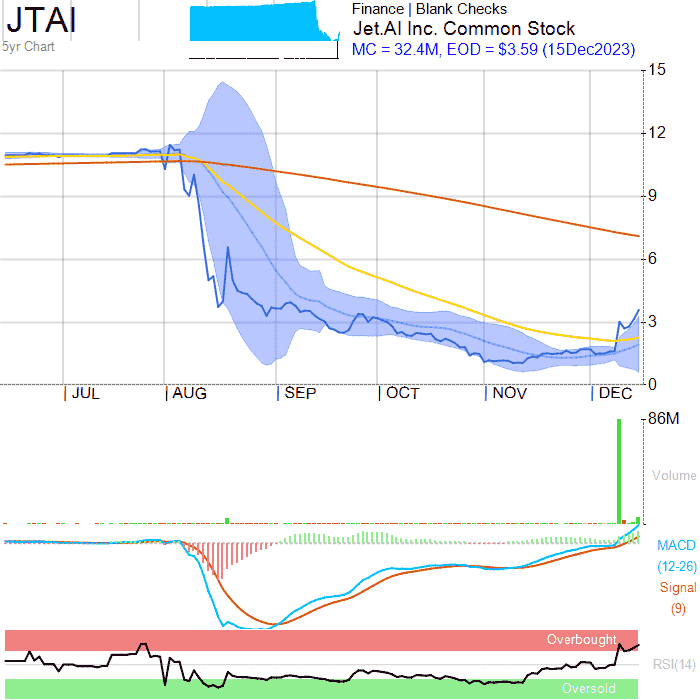 JTAI
5yr Chart
Finance | Blank Checks
Jet.AI Inc. Common Stock
MC = 32.4M, EOD = $3.59 (15Dec2023)
15
12
9
6
3
0
JUL
AUG
SEP
OCT
NOV
DEC
86M
Volume
MACD
(12-26)
Signal
(9)
Overbought
RSI(14)
Oversold